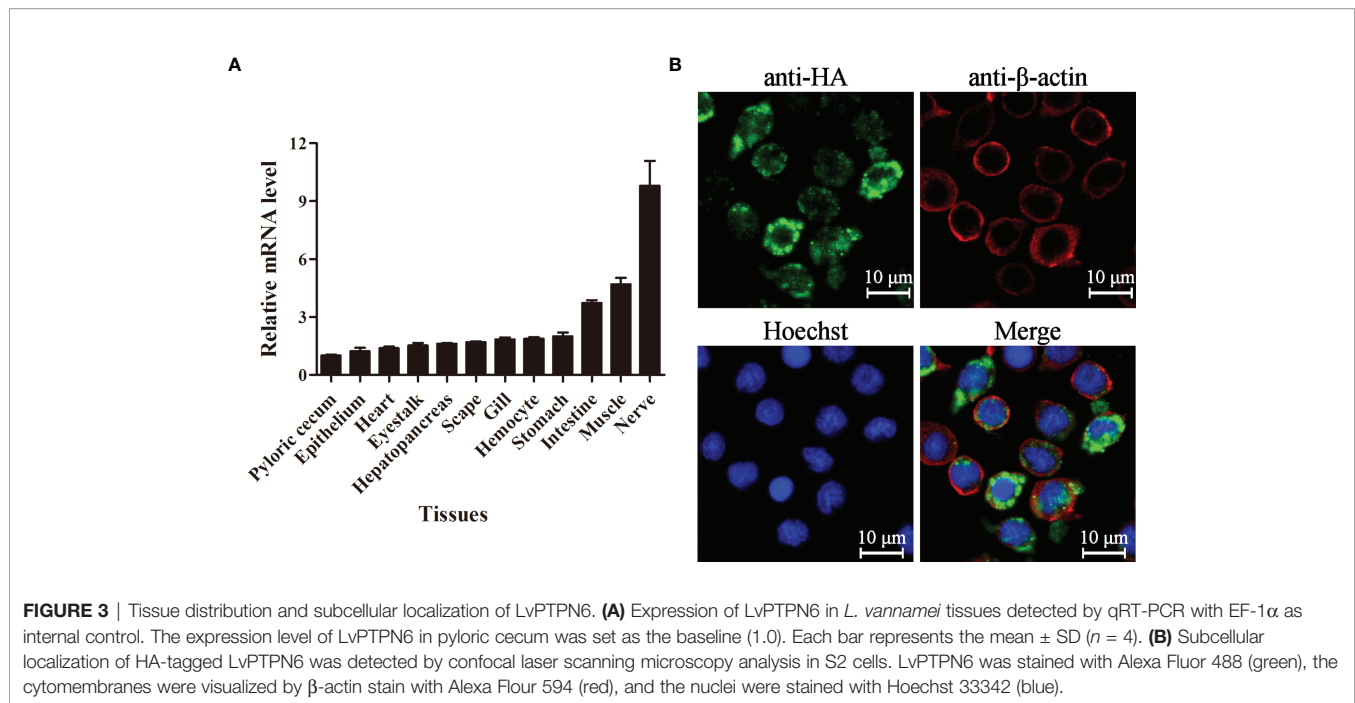 A
Relative mRNA level
12
9
6
3
0
Pyloric cecum
Epithelium
Heart
Eyestalk
Hepatopancreas
Scape
Gill
Hemocyte
Stomach
Intestine
Muscle
Nerve
Tissues
B
anti-HA
anti-β-actin
10 μm
10 μm
Hoechst
Merge
10 μm
10 μm
FIGURE 3 | Tissue distribution and subcellular localization of LvPTPN6. (A) Expression of LvPTPN6 in L. vannamei tissues detected by qRT-PCR with EF-1α as
internal control. The expression level of LvPTPN6 in pyloric cecum was set as the baseline (1.0). Each bar represents the mean ± SD (n = 4). (B) Subcellular
localization of HA-tagged LvPTPN6 was detected by confocal laser scanning microscopy analysis in S2 cells. LvPTPN6 was stained with Alexa Fluor 488 (green), the
cytomembranes were visualized by β-actin stain with Alexa Flour 594 (red), and the nuclei were stained with Hoechst 33342 (blue).